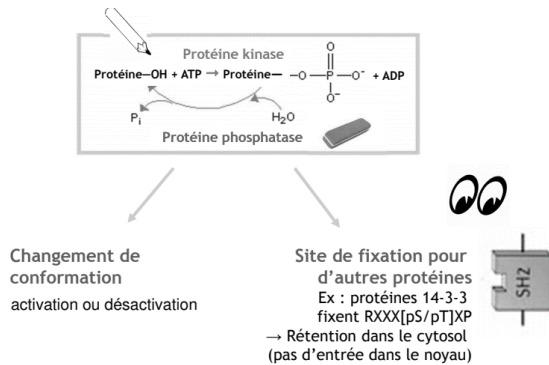 Protéine kinase
Protéine—OH + ATP → Protéine— —O—P—O⁻ + ADP
O
O⁻
Pi
H₂O
Protéine phosphatase
Changement de
conformation
activation ou désactivation
Site de fixation pour
d'autres protéines
Ex : protéines 14-3-3
fixent RXXX[pS/pT]XP
→ Rétention dans le cytosol
(pas d'entrée dans le noyau)
SH2